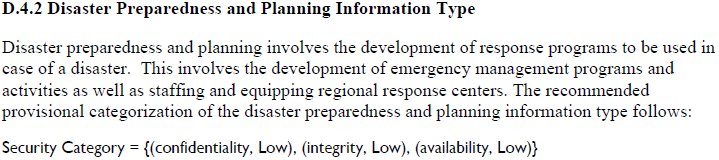 D.4.2 Disaster Preparedness and Planning Information Type
Disaster preparedness and planning involves the development of response programs to be used in
case of a disaster.  This involves the development of emergency management programs and
activities as well as staffing and equipping regional response centers. The recommended
provisional categorization of the disaster preparedness and planning information type follows:
Security Category = {(confidentiality, Low), (integrity, Low), (availability, Low)}